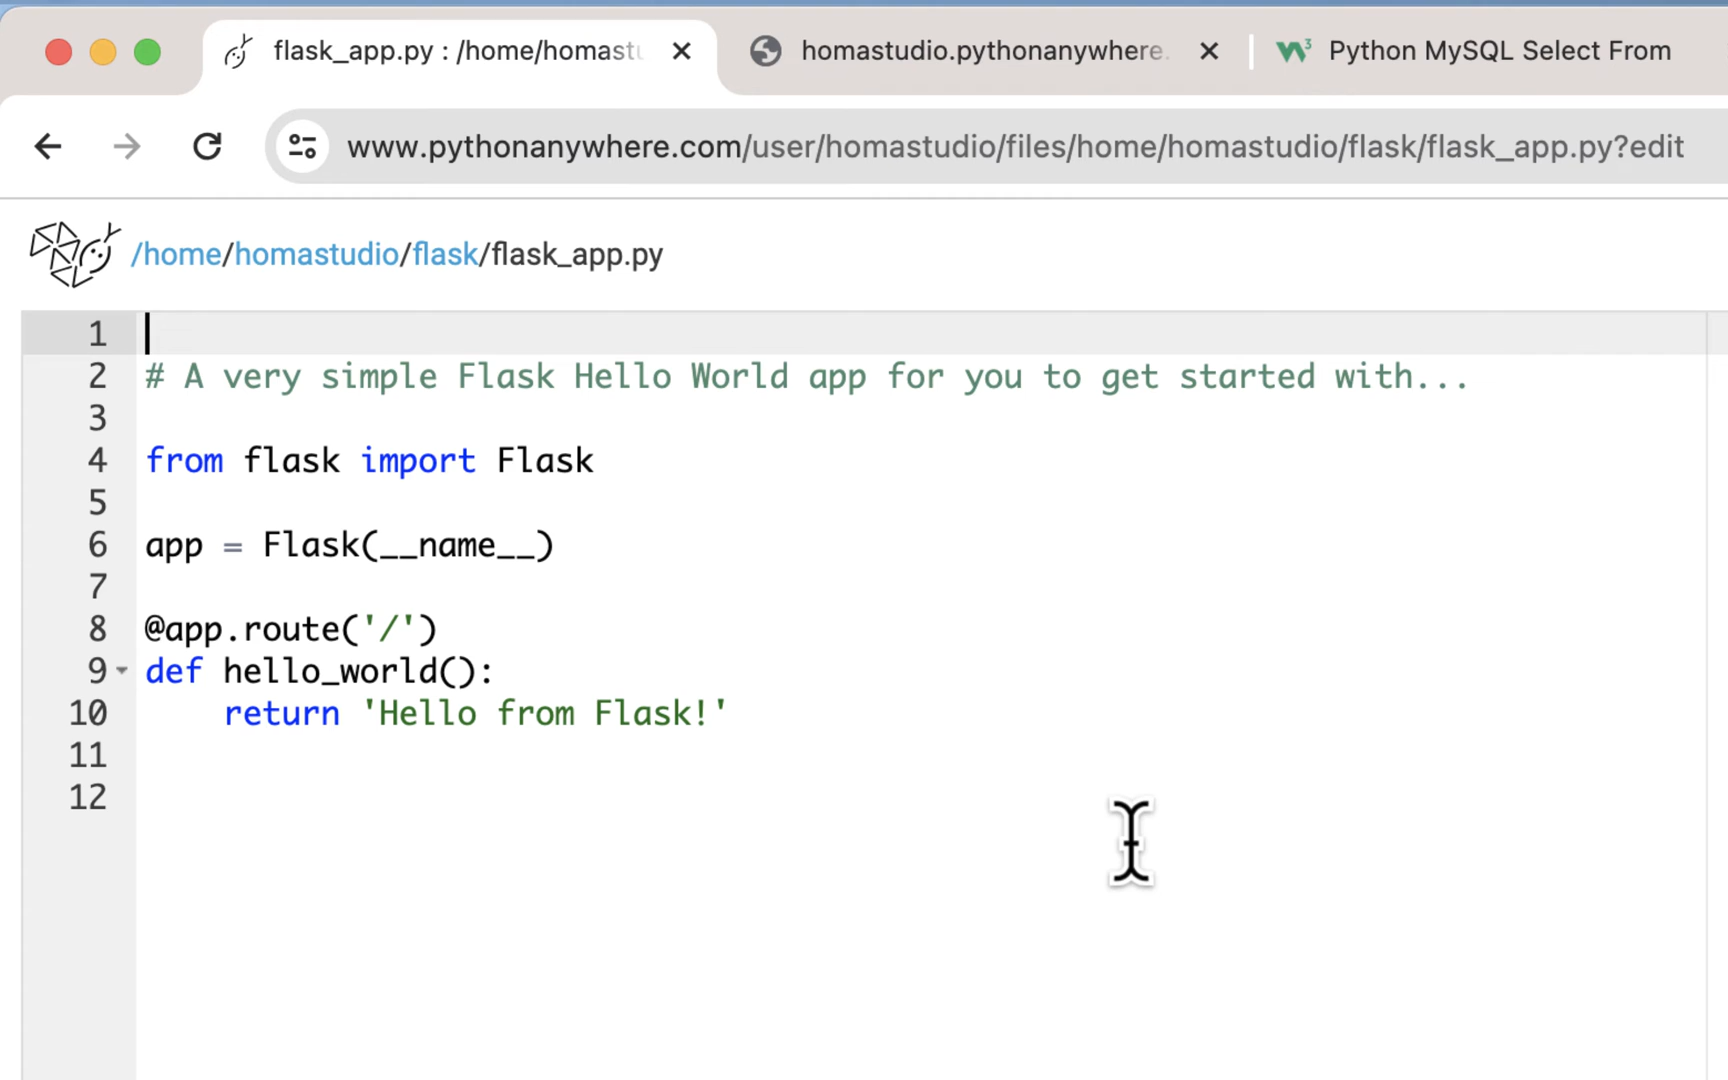 flask_app.py : /home/homastu
homastudio.pythonanywhere.
W3 Python MySQL Select From
www.pythonanywhere.com/user/homastudio/files/home/homastudio/flask/flask_app.py?edit
/home/homastudio/flask/flask_app.py
1
2 # A very simple Flask Hello World app for you to get started with...
3
4 from flask import Flask
5
6 app = Flask(__name__)
7
8 @app.route('/')
9 def hello_world():
10 return 'Hello from Flask!'
11
12